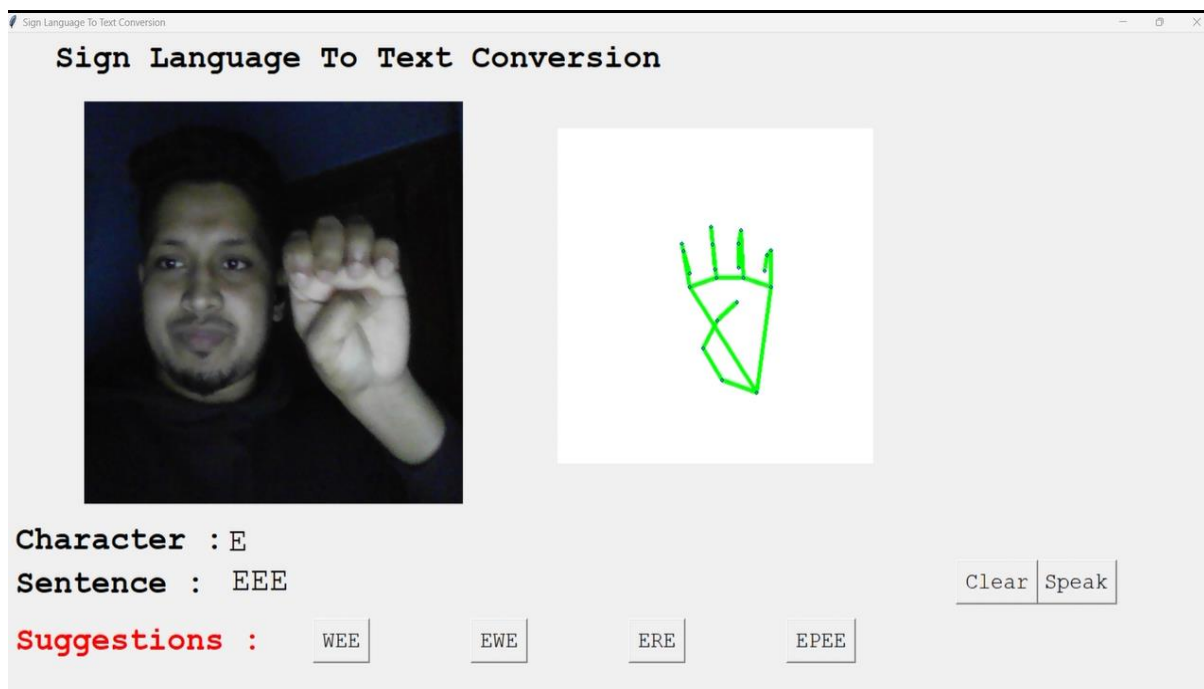 Sign Language To Text Conversion
Sign Language To Text Conversion
Character : E
Sentence : EEE
Clear Speak
Suggestions : WEE EWE ERE EPEE